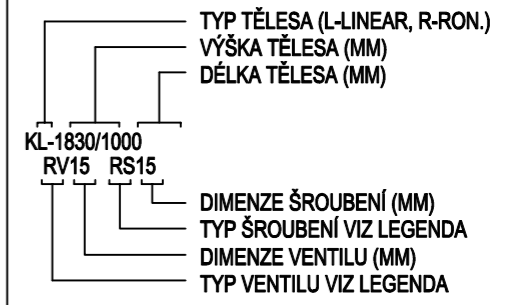 TYP TĚLESA (L-LINEAR, R-RON.)
VÝŠKA TĚLESA (MM)
DÉLKA TĚLESA (MM)
KL-1830/1000
RV15 RS15
DIMENZE ŠROUBENÍ (MM)
TYP ŠROUBENÍ VIZ LEGENDA
DIMENZE VENTILU (MM)
TYP VENTILU VIZ LEGENDA